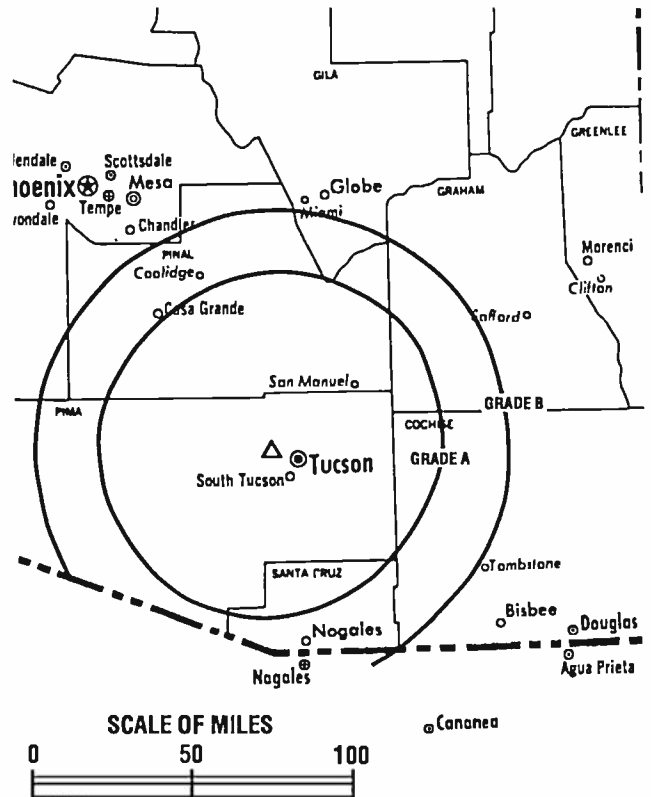 GILA
GREENLEE
lendale
Scottsdale
hoenix
Mesa
Globe
GRAHAM
Tempe
Miami
vondale
Chandler
Morenci
PINAL
Coolidge
Clifton
Casa Grande
Safford
San Manuel
GRADE B
PIMA
COCHISE
GRADE A
Tucson
South Tucson
Tombstone
SANTA CRUZ
Bisbee
Douglas
Nogales
Agua Prieta
Nogales
Cananea
SCALE OF MILES
0 50 100